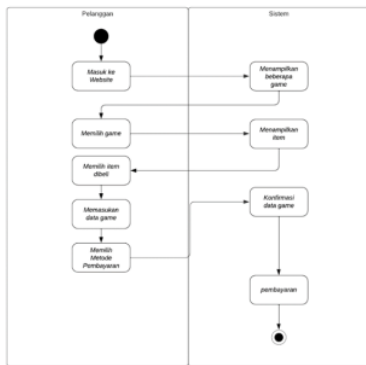 Pelanggan
Sistem
Masuk ke
Website
Menampilkan
beberapa
game
Memilih game
Menampilkan
item
Memilih item
dibeli
Memasukan
data game
Konfirmasi
data game
Memilih
Metode
Pembayaran
pembayaran